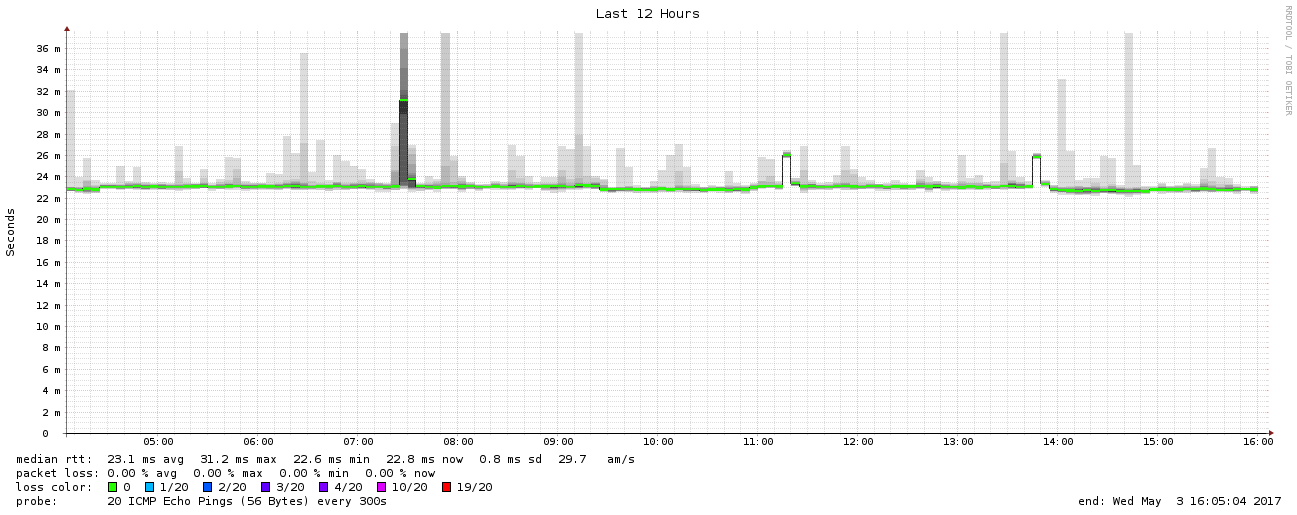 Last 12 Hours
RRDTOOL / TOBI OETIKER
Seconds
36 m
34 m
32 m
30 m
28 m
26 m
24 m
22 m
20 m
18 m
16 m
14 m
12 m
10 m
8 m
6 m
4 m
2 m
0
05:00 06:00 07:00 08:00 09:00 10:00 11:00 12:00 13:00 14:00 15:00 16:00
median rtt: 23.1 ms avg 31.2 ms max 22.6 ms min 22.8 ms now 0.8 ms sd 29.7 am/s
packet loss: 0.00 % avg 0.00 % max 0.00 % min 0.00 % now
loss color: 0 1/20 2/20 3/20 4/20 10/20 19/20
probe: 20 ICMP Echo Pings (56 Bytes) every 300s end: Wed May 3 16:05:04 2017